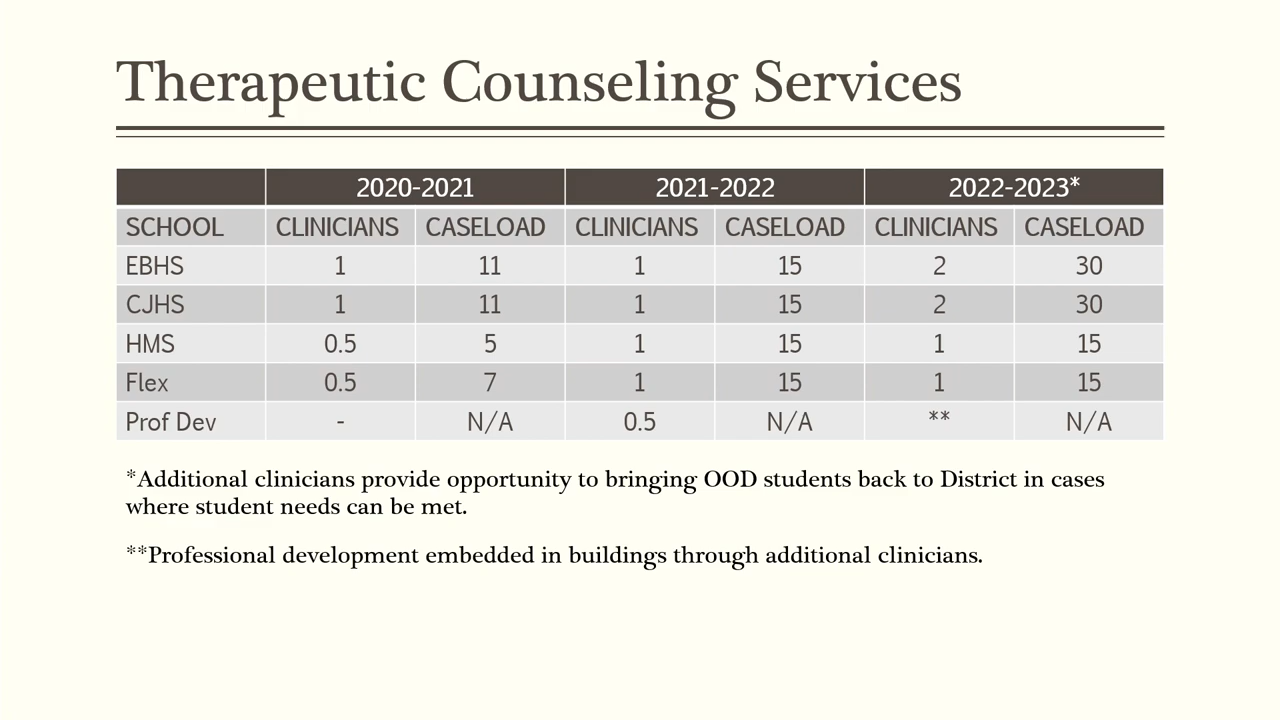 Therapeutic Counseling Services
2020-2021 2021-2022 2022-2023*
SCHOOL CLINICIANS CASELOAD CLINICIANS CASELOAD CLINICIANS CASELOAD
EBHS 1 11 1 15 2 30
CJHS 1 11 1 15 2 30
HMS 0.5 5 1 15 1 15
Flex 0.5 7 1 15 1 15
Prof Dev - N/A 0.5 N/A ** N/A
*Additional clinicians provide opportunity to bringing OOD students back to District in cases
where student needs can be met.
**Professional development embedded in buildings through additional clinicians.